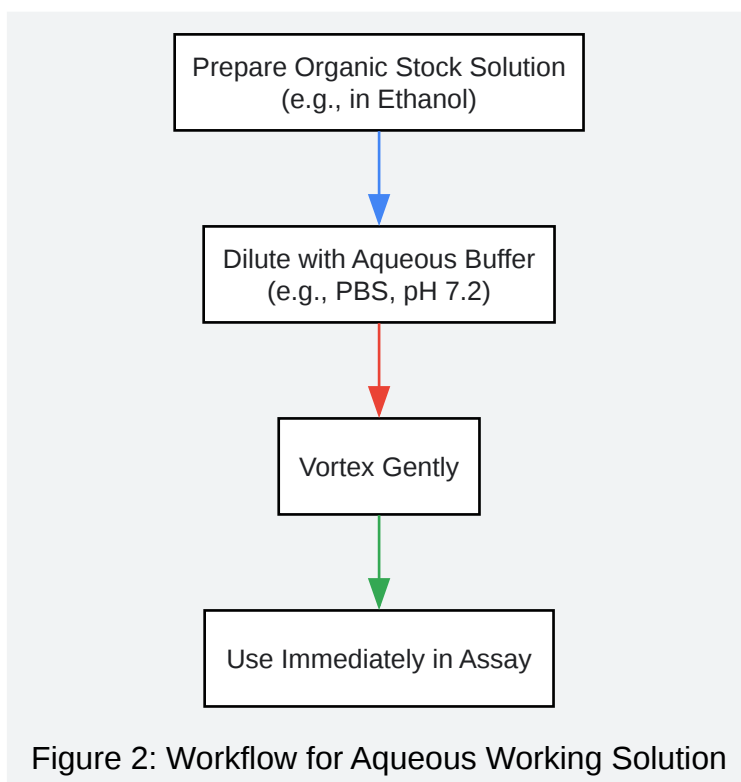 Prepare Organic Stock Solution
(e.g., in Ethanol)
Dilute with Aqueous Buffer
(e.g., PBS, pH 7.2)
Vortex Gently
Use Immediately in Assay
Figure 2: Workflow for Aqueous Working Solution